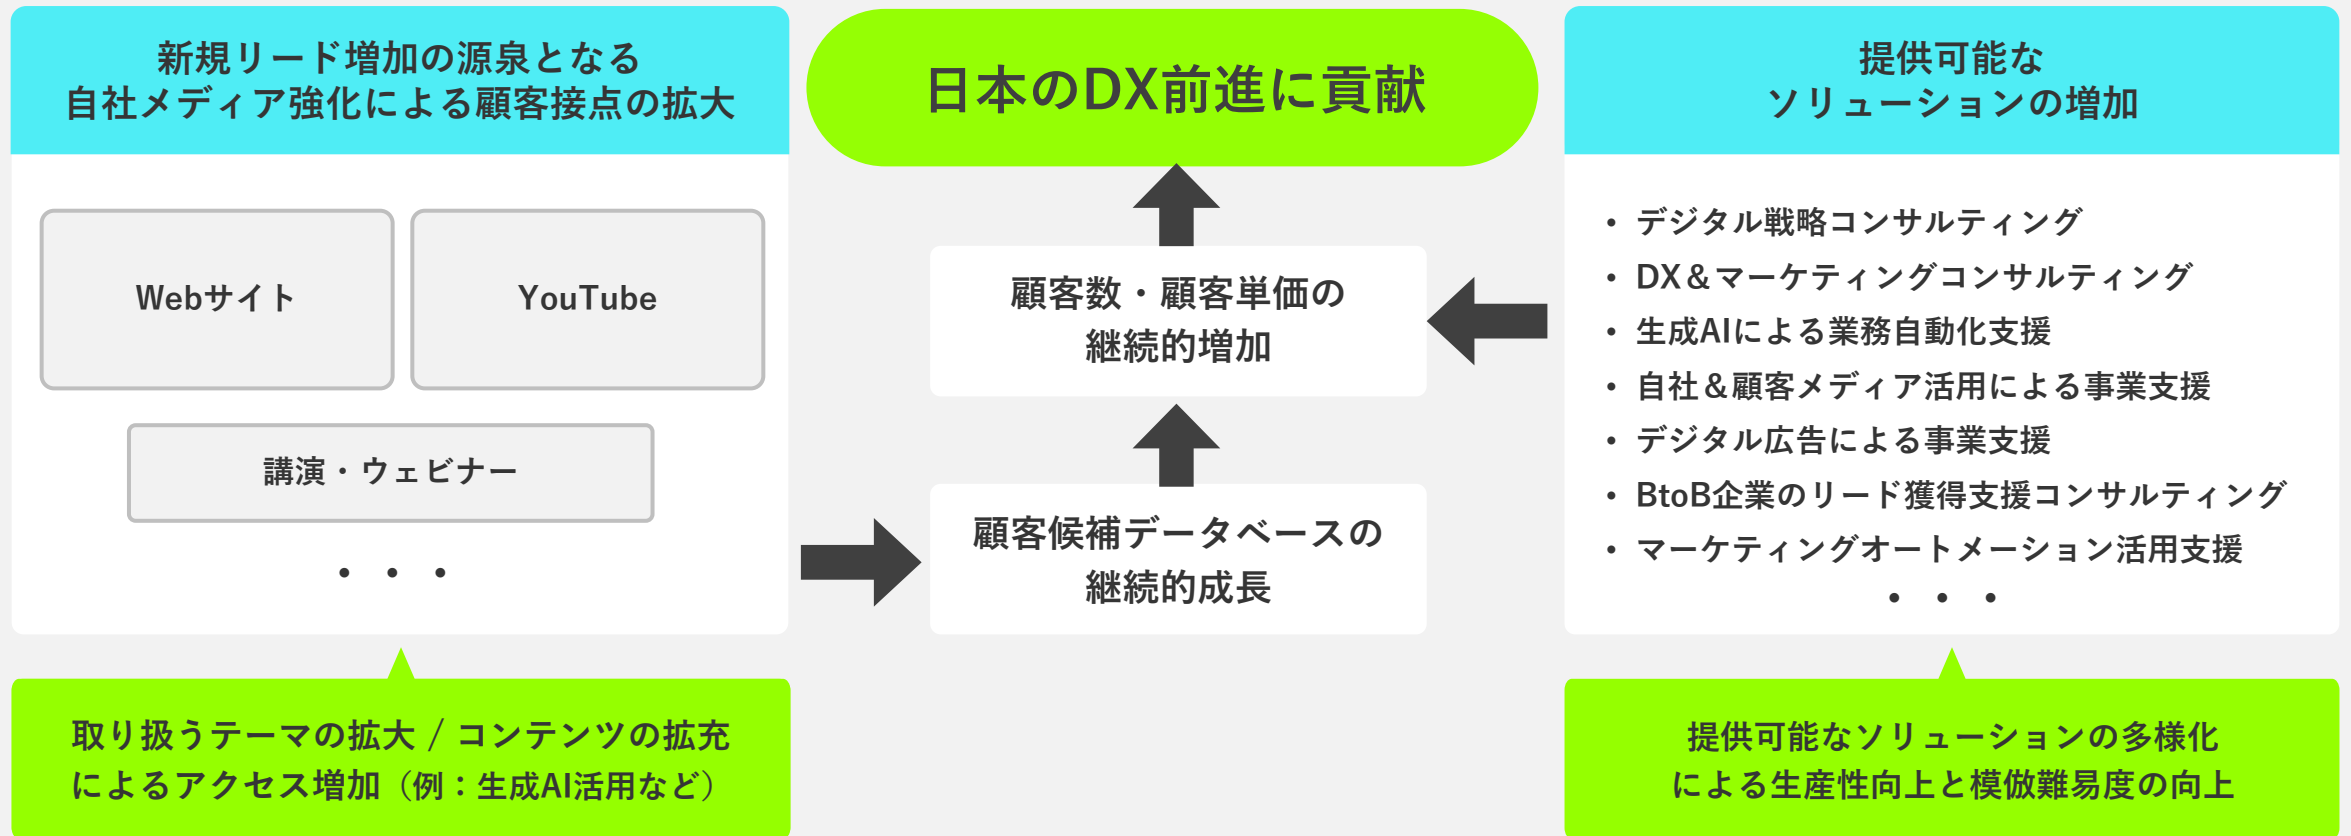 新規リード増加の源泉となる
自社メディア強化による顧客接点の拡大
Webサイト
YouTube
講演・ウェビナー
・・・
取り扱うテーマの拡大 / コンテンツの拡充
によるアクセス増加（例：生成AI活用など）
日本のDX前進に貢献
顧客数・顧客単価の
継続的増加
顧客候補データベースの
継続的成長
提供可能な
ソリューションの増加
・ デジタル戦略コンサルティング
・ DX＆マーケティングコンサルティング
・ 生成AIによる業務自動化支援
・ 自社＆顧客メディア活用による事業支援
・ デジタル広告による事業支援
・ BtoB企業のリード獲得支援コンサルティング
・ マーケティングオートメーション活用支援
・・・
提供可能なソリューションの多様化
による生産性向上と模倣難易度の向上